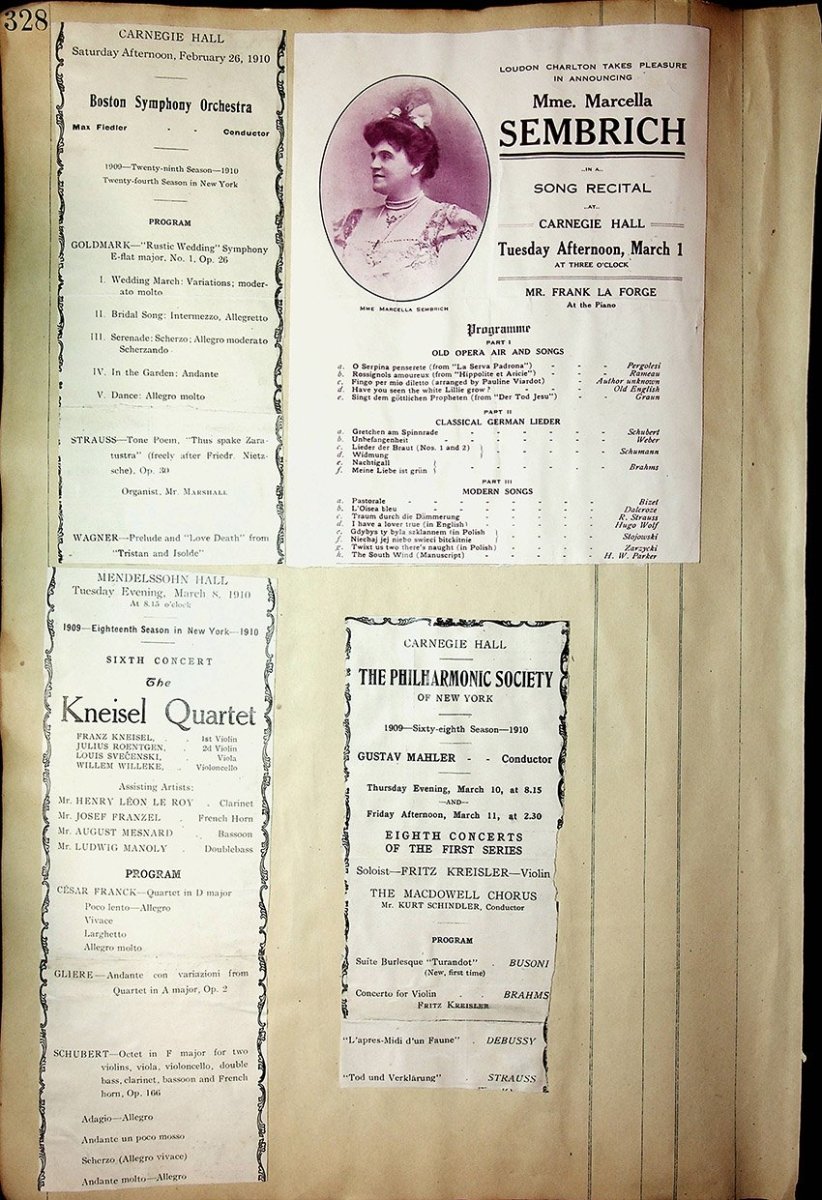 328
CARNEGIE HALL
Saturday Afternoon, February 26, 1910
Boston Symphony Orchestra
Max Fiedler - - Conductor
1909—Twenty-ninth Season—1910
Twenty-fourth Season in New York
PROGRAM
GOLDMARK—"Rustic Wedding" Symphony
E-flat major, No. 1, Op. 26
I. Wedding March: Variations; moder-
ato molto
II. Bridal Song: Intermezzo, Allegretto
III. Serenade: Scherzo; Allegro moderato
Scherzando
IV. In the Garden: Andante
V. Dance: Allegro molto
STRAUSS—Tone Poem, "Thus spake Zara-
tustra" (freely after Friedr. Nietz-
sche), Op. 30
Organist, Mr. MARSHALL
WAGNER—Prelude and "Love Death" from
"Tristan and Isolde"
LOUDON CHARLTON TAKES PLEASURE
IN ANNOUNCING
Mme. Marcella
SEMBRICH
..IN A..
SONG RECITAL
..AT..
CARNEGIE HALL
Tuesday Afternoon, March 1
AT THREE O'CLOCK
MR. FRANK LA FORGE
At the Piano
MME MARCELLA SEMBRICH
Programme
PART I
OLD OPERA AIR AND SONGS
a. O Serpina penserete (from "La Serva Padrona") - - - Pergolesi
b. Rossignols amoureux (from "Hippolite et Aricie") - - - Rameau
c. Fingo per mio diletto (arranged by Pauline Viardot) - - Author unknown
d. Have you seen the white Lillie grow? - - - - - Old English
e. Singt dem göttlichen Propheten (from "Der Tod Jesu") - - - Graun
PART II
CLASSICAL GERMAN LIEDER
a. Gretchen am Spinnrade - - - - - - - Schubert
b. Unbefangenheit - - - - - - - Weber
c. Lieder der Braut (Nos. 1 and 2) }
d. Widmung } - - - - - Schumann
e. Nachtigall }
f. Meine Liebe ist grün } - - - - - - Brahms
PART III
MODERN SONGS
a. Pastorale - - - - - - - - Bizet
b. L'Oisea bleu - - - - - - - - Dalcroze
c. Traum durch die Dämmerung - - - - - - R. Strauss
d. I have a lover true (in English) - - - - - - Hugo Wolf
e. Gdybys ty byla szklannem (in Polish }
f. Niechaj jej niebo swieci bitckitnie } - - - - Stojowski
g. Twixt us two there's naught (in Polish) - - - - - Zarzycki
h. The South Wind (Manuscript) - - - - - H. W. Parker
MENDELSSOHN HALL
Tuesday Evening, March 8, 1910
At 8.15 o'clock
1909—Eighteenth Season in New York—1910
SIXTH CONCERT
The
Kneisel Quartet
FRANZ KNEISEL, . . 1st Violin
JULIUS ROENTGEN, . 2d Violin
LOUIS SVEČENSKI, . Viola
WILLEM WILLEKE, . Violoncello
Assisting Artists:
Mr. HENRY LÉON LE ROY . Clarinet
Mr. JOSEF FRANZEL . French Horn
Mr. AUGUST MESNARD . Bassoon
Mr. LUDWIG MANOLY . Doublebass
PROGRAM
CÉSAR FRANCK—Quartet in D major
Poco lento—Allegro
Vivace
Larghetto
Allegro molto
GLIERE—Andante con variazioni from
Quartet in A major, Op. 2
SCHUBERT—Octet in F major for two
violins, viola, violoncello, double
bass, clarinet, bassoon and French
horn, Op. 166
Adagio—Allegro
Andante un poco mosso
Scherzo (Allegro vivace)
Andante molto—Allegro
CARNEGIE HALL
THE PHILHARMONIC SOCIETY
OF NEW YORK
1909—Sixty-eighth Season—1910
GUSTAV MAHLER - - Conductor
Thursday Evening, March 10, at 8.15
—AND—
Friday Afternoon, March 11, at 2.30
EIGHTH CONCERTS
OF THE FIRST SERIES
Soloist—FRITZ KREISLER—Violin
THE MACDOWELL CHORUS
Mr. KURT SCHINDLER, Conductor
PROGRAM
Suite Burlesque "Turandot" . BUSONI
(New, first time)
Concerto for Violin . BRAHMS
FRITZ KREISLER
"L'apres-Midi d'un Faune" . DEBUSSY
"Tod und Verklärung" . STRAUSS